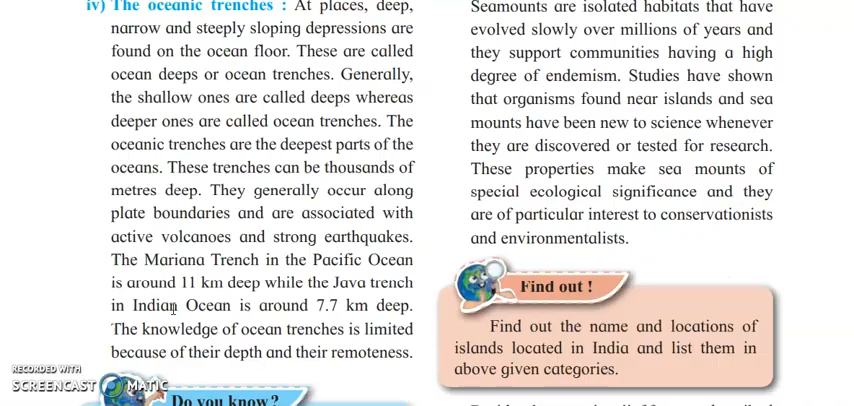 iv) The oceanic trenches : At places, deep,
narrow and steeply sloping depressions are
found on the ocean floor. These are called
ocean deeps or ocean trenches. Generally,
the shallow ones are called deeps whereas
deeper ones are called ocean trenches. The
oceanic trenches are the deepest parts of the
oceans. These trenches can be thousands of
metres deep. They generally occur along
plate boundaries and are associated with
active volcanoes and strong earthquakes.
The Mariana Trench in the Pacific Ocean
is around 11 km deep while the Java trench
in Indian Ocean is around 7.7 km deep.
The knowledge of ocean trenches is limited
because of their depth and their remoteness.
Do you know?
Seamounts are isolated habitats that have
evolved slowly over millions of years and
they support communities having a high
degree of endemism. Studies have shown
that organisms found near islands and sea
mounts have been new to science whenever
they are discovered or tested for research.
These properties make sea mounts of
special ecological significance and they
are of particular interest to conservationists
and environmentalists.
Find out !
Find out the name and locations of
islands located in India and list them in
above given categories.
RECORDED WITH
SCREENCAST MATIC